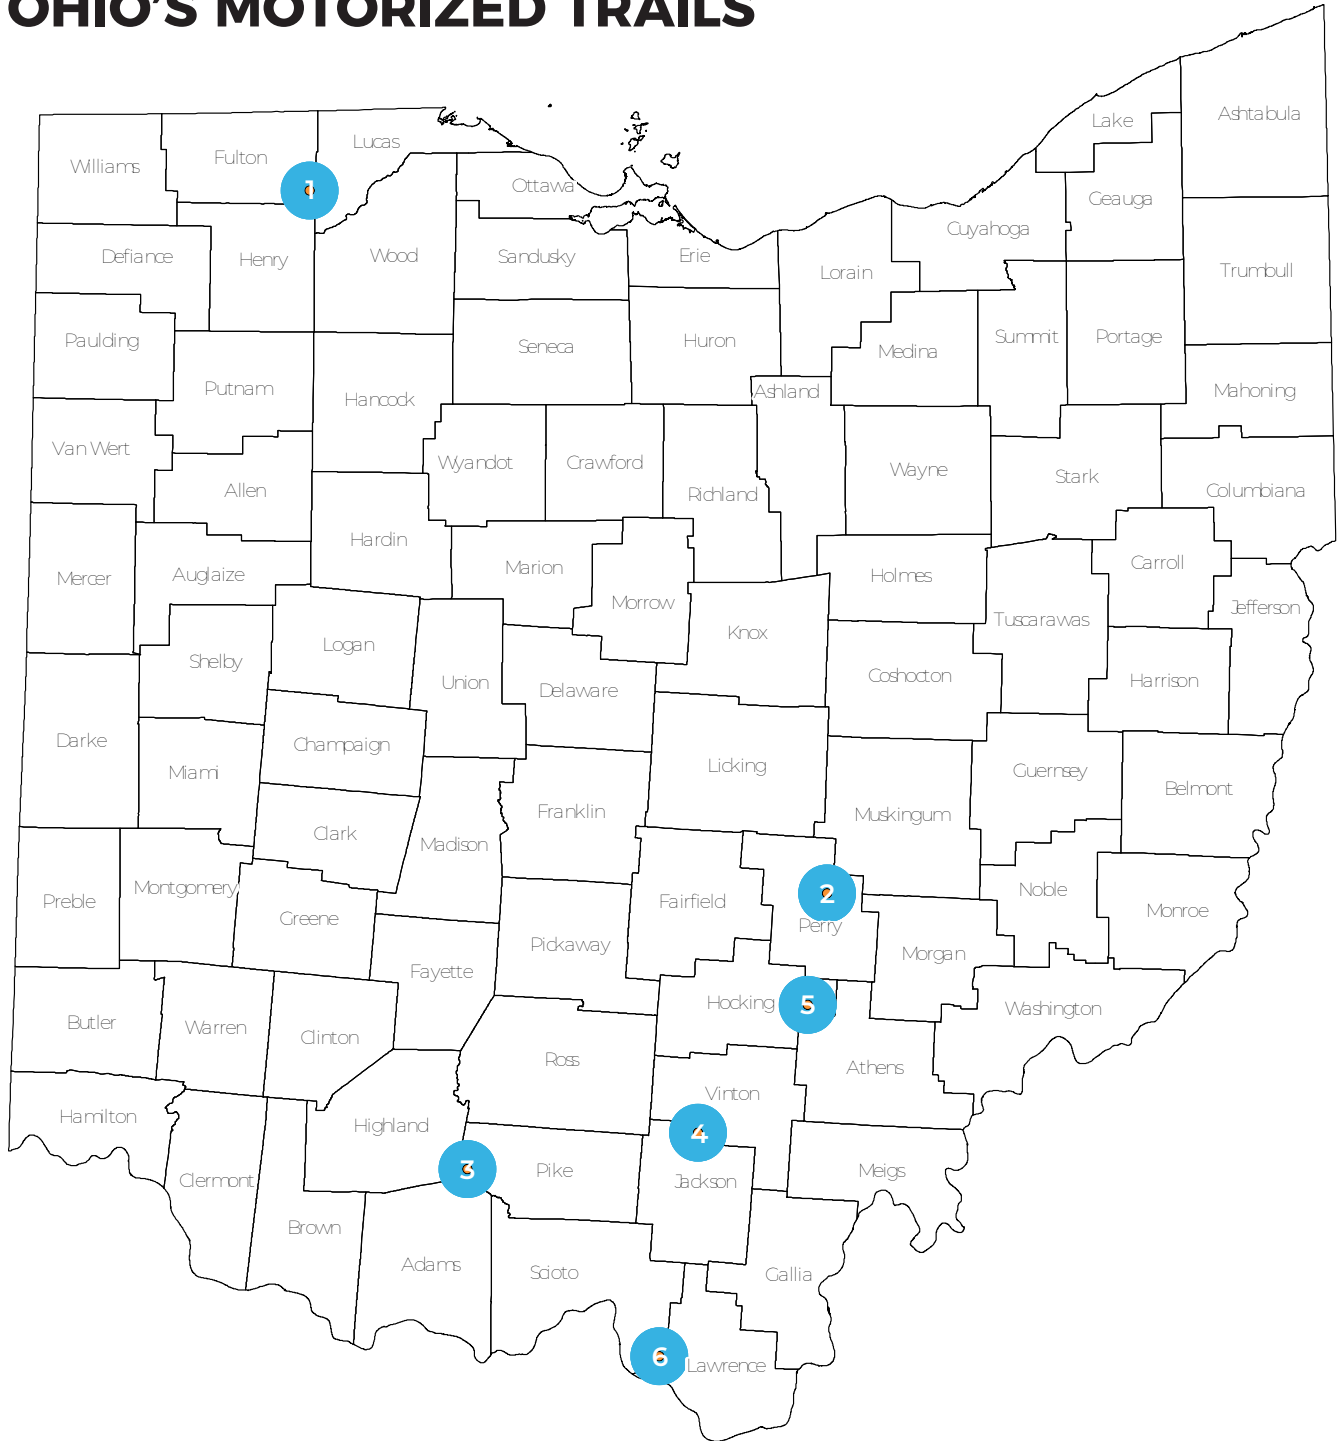 OHIO'S MOTORIZED TRAILS
Lake
Ashtabula
Lucas
Fulton
Williams
1
Ottawa
Geauga
Cuyahoga
Defiance
Henry
Wood
Sandusky
Erie
Lorain
Trumbull
Paulding
Seneca
Huron
Medina
Summit
Portage
Putnam
Hancock
Ashland
Mahoning
Van Wert
Allen
Wyandot
Crawford
Richland
Wayne
Stark
Columbiana
Hardin
Mercer
Auglaize
Marion
Morrow
Holmes
Carroll
Jefferson
Tuscarawas
Knox
Shelby
Logan
Union
Delaware
Coshocton
Harrison
Darke
Champaign
Miami
Licking
Guernsey
Belmont
Franklin
Muskingum
Clark
Madison
Preble
Montgomery
Greene
Fairfield
2
Perry
Noble
Monroe
Pickaway
Morgan
Fayette
Hocking
5
Washington
Butler
Warren
Clinton
Ross
Athens
Vinton
Hamilton
Highland
4
3
Pike
Jackson
Meigs
Clermont
Brown
Adams
Scioto
Gallia
6
Lawrence